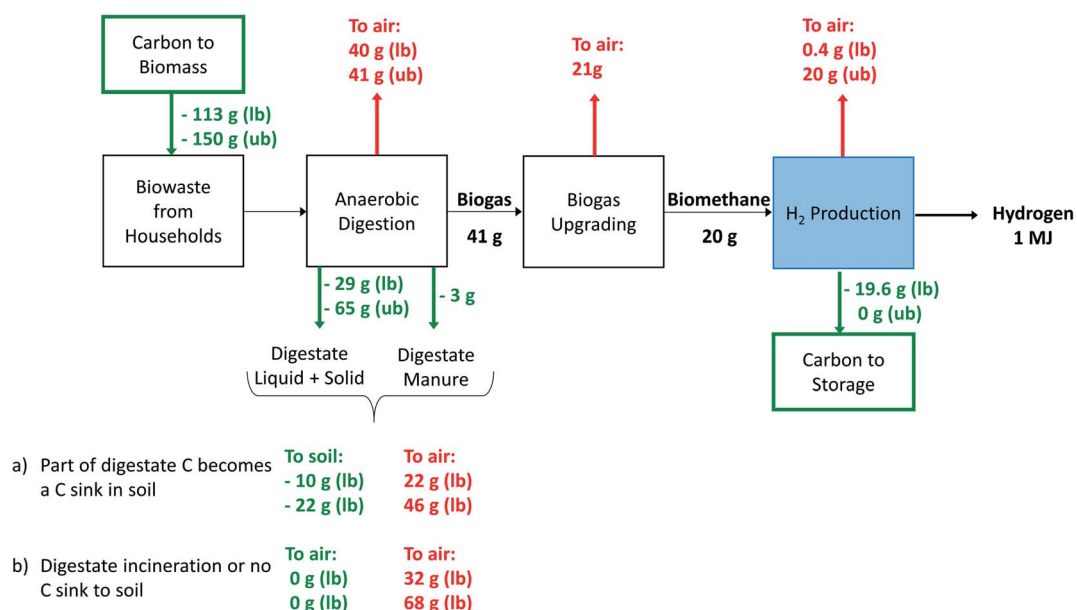 Carbon to
Biomass
- 113 g (lb)
- 150 g (ub)
Biowaste
from
Households
To air:
40 g (lb)
41 g (ub)
Anaerobic
Digestion
Biogas
41 g
To air:
21g
Biogas
Upgrading
Biomethane
20 g
To air:
0.4 g (lb)
20 g (ub)
H₂ Production
Hydrogen
1 MJ
- 29 g (lb)
- 65 g (ub)
- 3 g
- 19.6 g (lb)
0 g (ub)
Carbon to
Storage
Digestate
Liquid + Solid
Digestate
Manure
a) Part of digestate C becomes
a C sink in soil
To soil:
- 10 g (lb)
- 22 g (lb)
To air:
22 g (lb)
46 g (lb)
b) Digestate incineration or no
C sink to soil
To air:
0 g (lb)
0 g (lb)
To air:
32 g (lb)
68 g (lb)